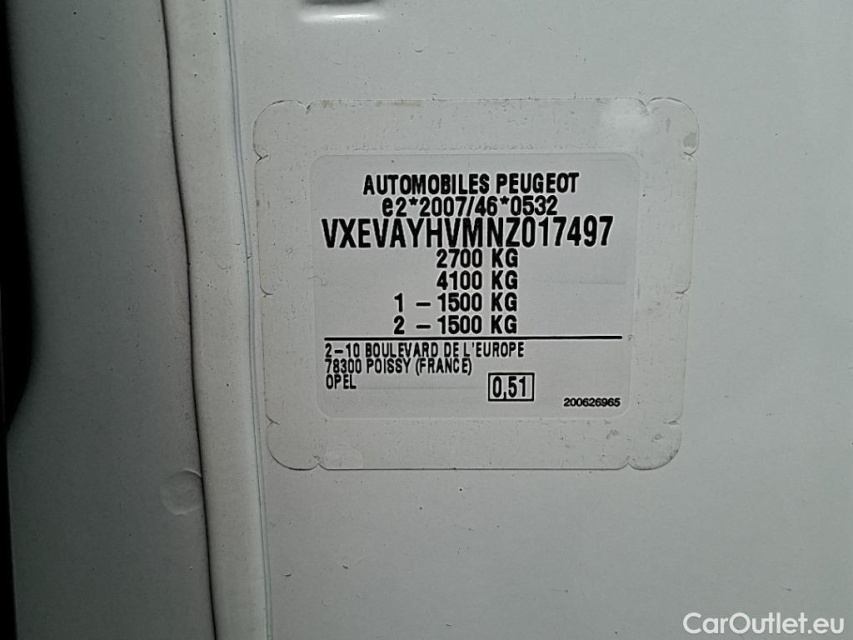 AUTOMOBILES PEUGEOT
e2*2007/46*0532
VXEVAYHVMNZ017497
2700 KG
4100 KG
1 - 1500 KG
2 - 1500 KG
2-10 BOULEVARD DE L'EUROPE
78300 POISSY (FRANCE)
OPEL
0,51
200626965
CarOutlet.eu